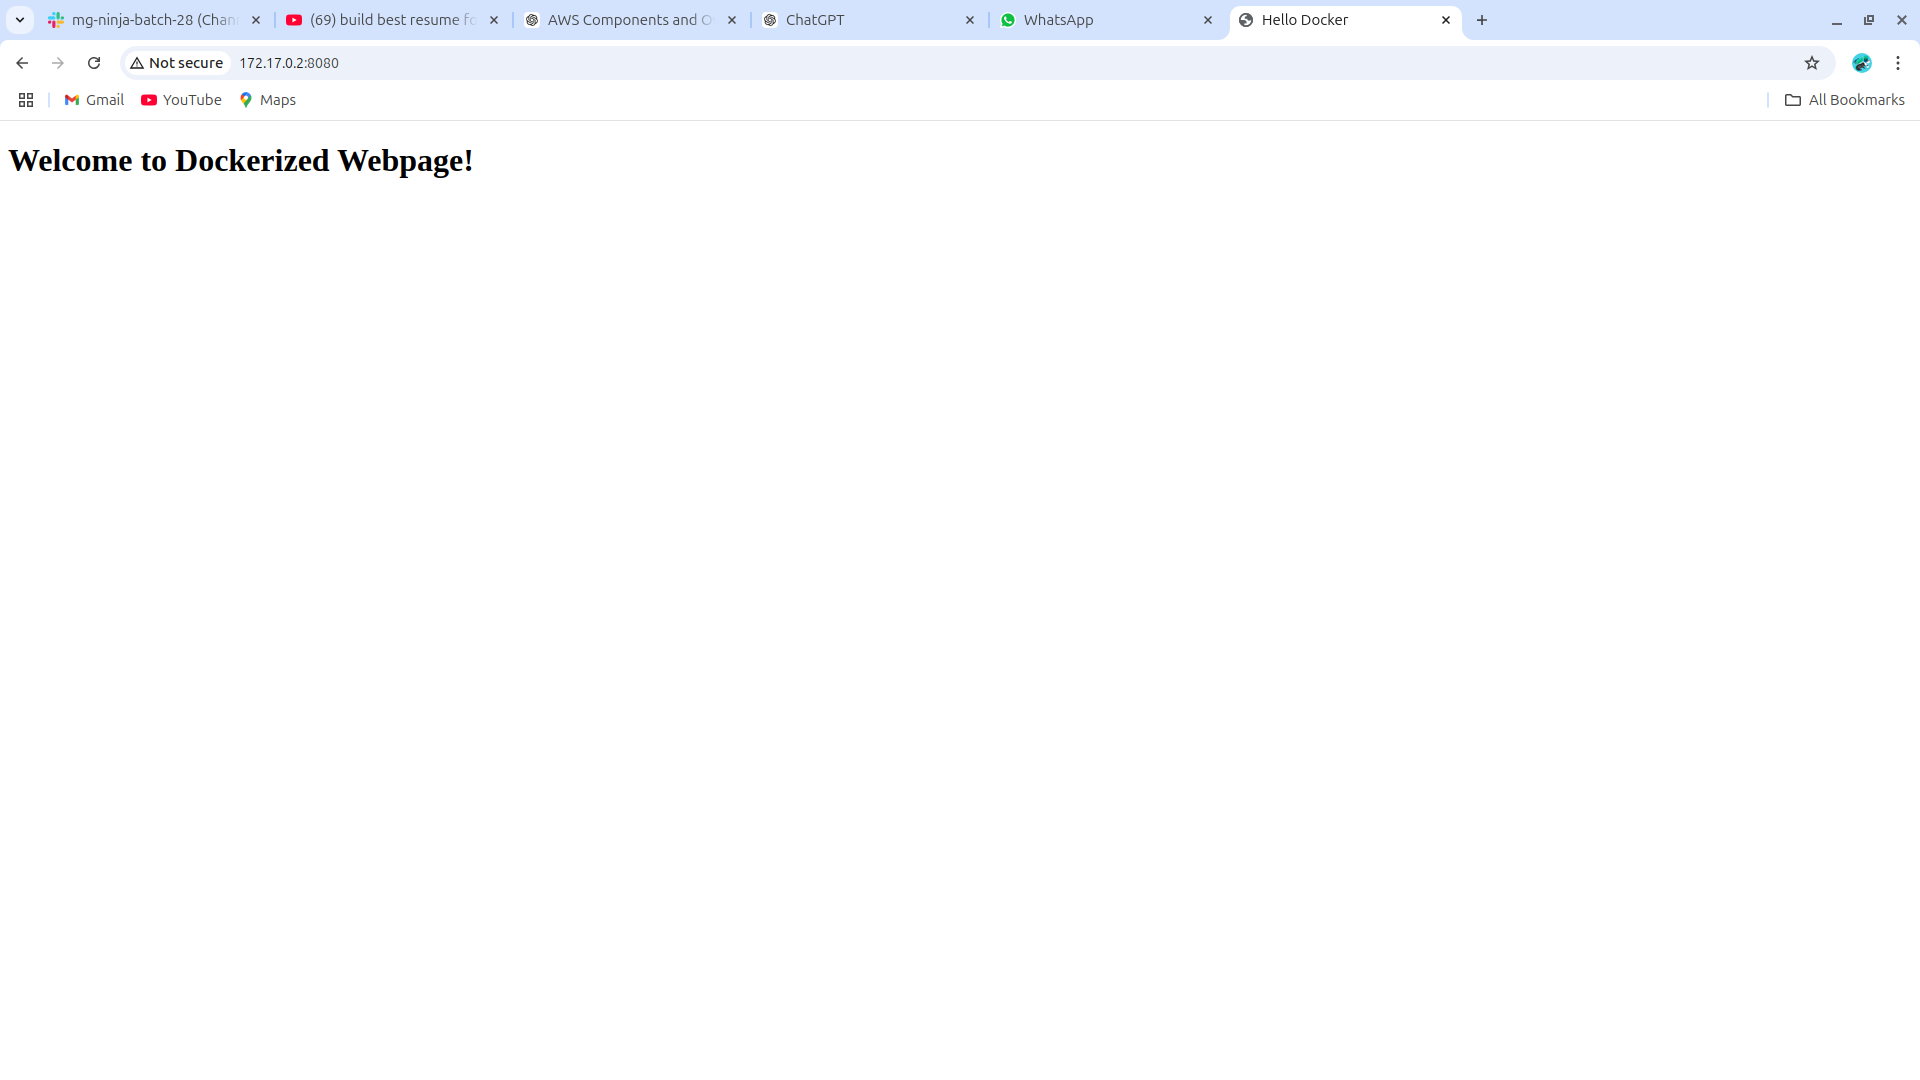 mg-ninja-batch-28 (Chan
(69) build best resume fo
AWS Components and O
ChatGPT
WhatsApp
Hello Docker
Not secure
172.17.0.2:8080
Gmail
YouTube
Maps
All Bookmarks
Welcome to Dockerized Webpage!